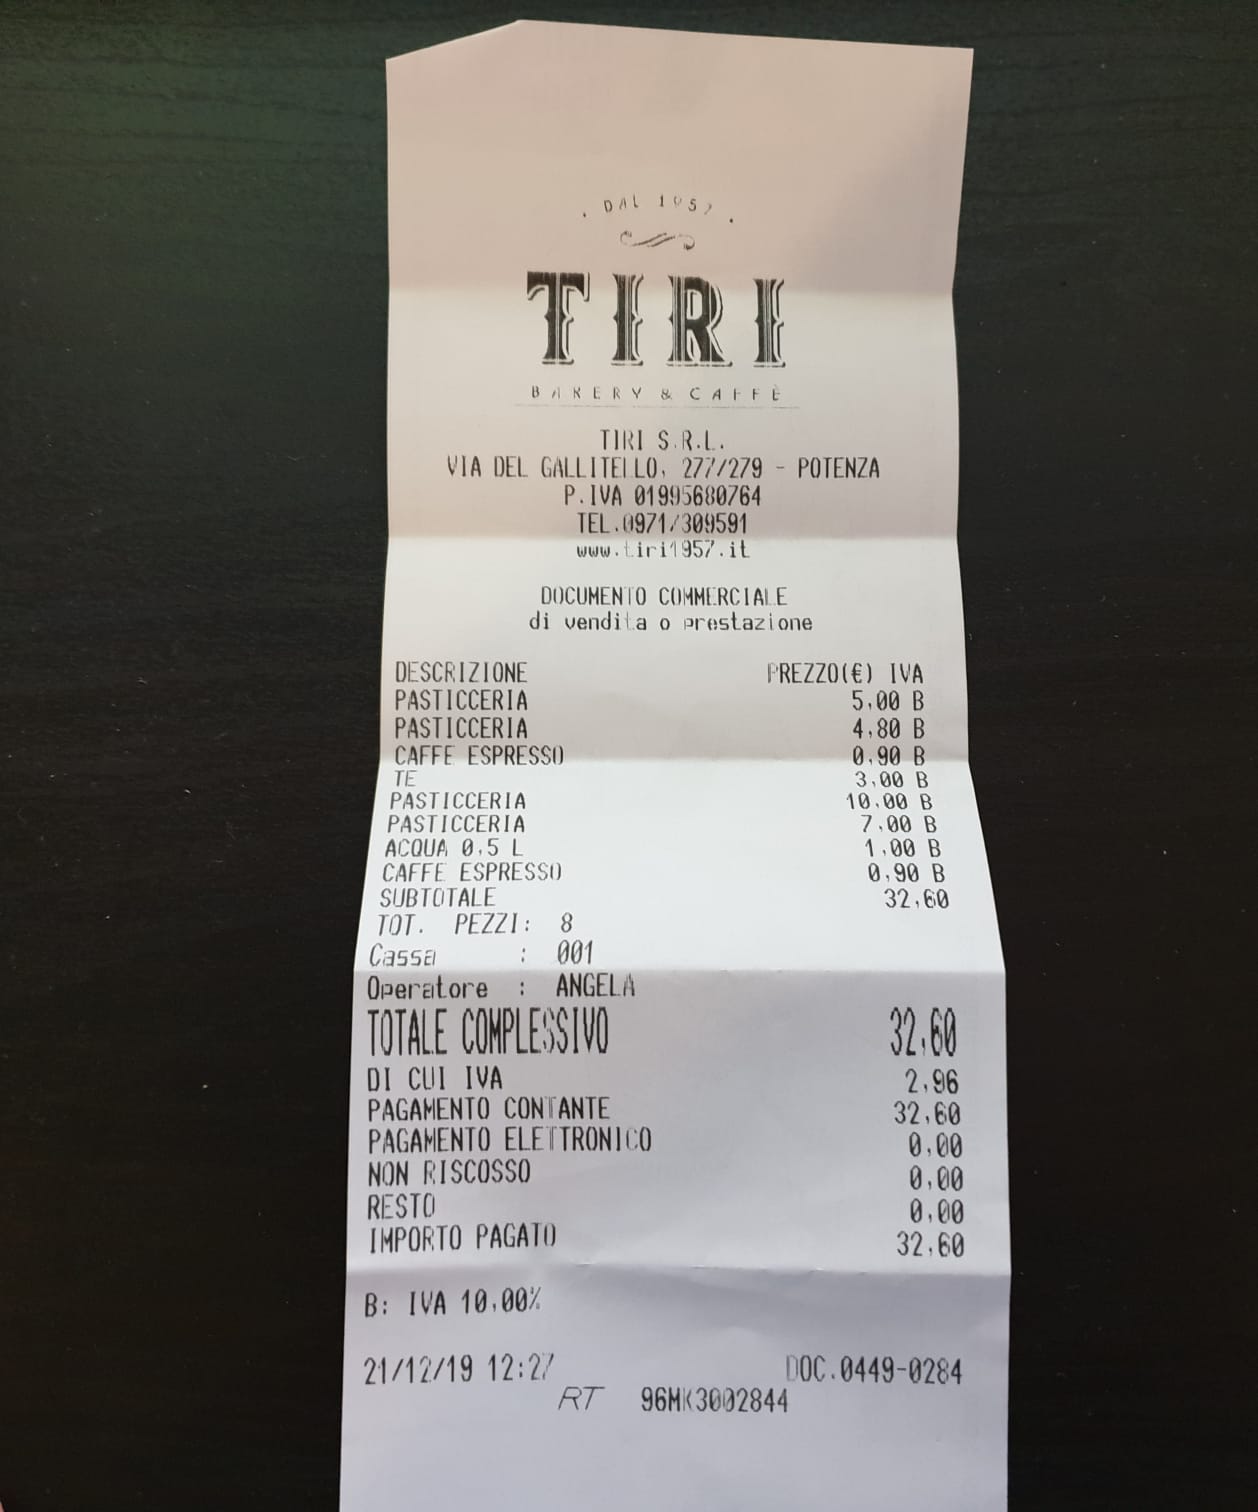 DAL 1957
TIRI
BAKERY & CAFFÈ
TIRI S.R.L.
VIA DEL GALLITELLO, 277/279 - POTENZA
P.IVA 01995680764
TEL.0971/309591
www.tiri1957.it
DOCUMENTO COMMERCIALE
di vendita o prestazione
DESCRIZIONE PREZZO(€) IVA
PASTICCERIA 5,00 B
PASTICCERIA 4,80 B
CAFFE ESPRESSO 0,90 B
TE 3,00 B
PASTICCERIA 10,00 B
PASTICCERIA 7,00 B
ACQUA 0,5 L 1,00 B
CAFFE ESPRESSO 0,90 B
SUBTOTALE 32,60
TOT. PEZZI: 8
Cassa : 001
Operatore : ANGELA
TOTALE COMPLESSIVO 32,60
DI CUI IVA 2,96
PAGAMENTO CONTANTE 32,60
PAGAMENTO ELETTRONICO 0,00
NON RISCOSSO 0,00
RESTO 0,00
IMPORTO PAGATO 32,60
B: IVA 10,00%
21/12/19 12:27 DOC.0449-0284
RT 96MK3002844